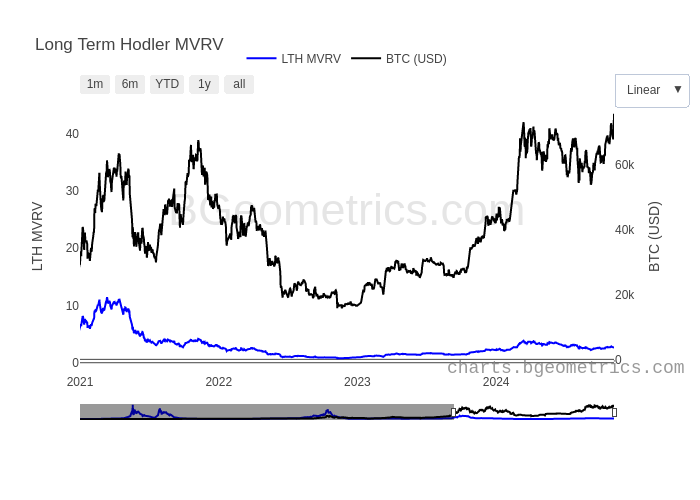 Long Term Hodler MVRV
LTH MVRV BTC (USD)
1m 6m YTD 1y all
Linear ▼
40
30
20
10
0
LTH MVRV
BGeometrics.com
60k
40k
20k
0
BTC (USD)
charts.bgeometrics.com
2021 2022 2023 2024